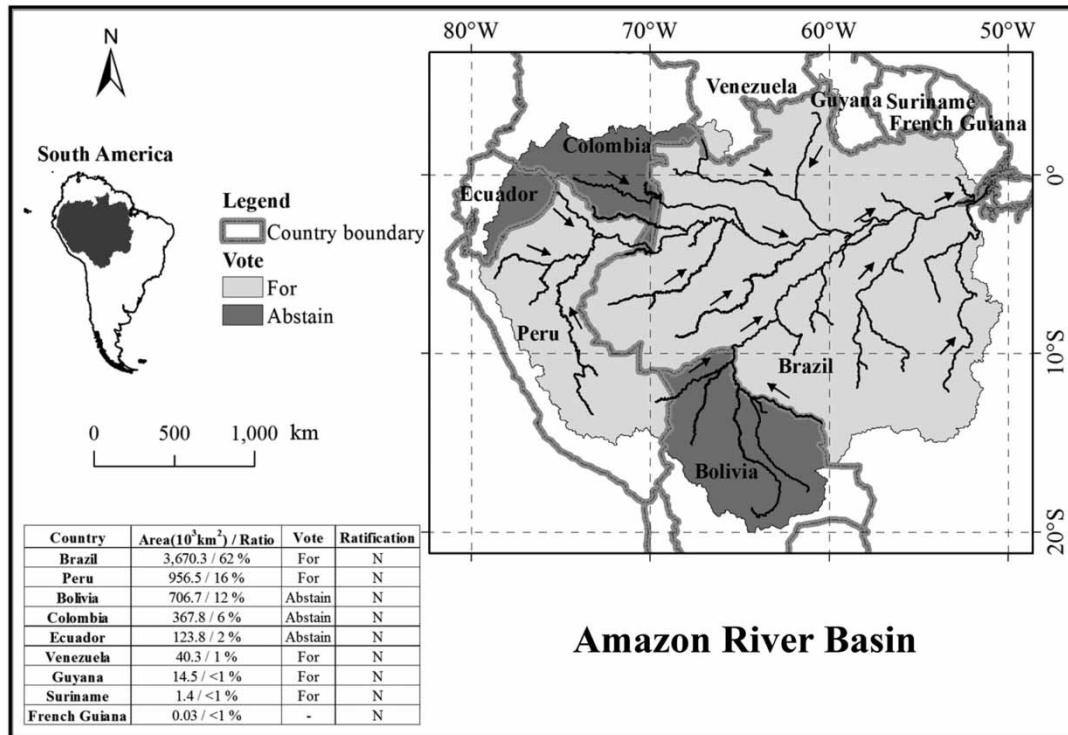 80°W 70°W 60°W 50°W
N
Venezuela
Guyana
Suriname
French Guiana
South America
Colombia
0°
Ecuador
Legend
Country boundary
Vote
For
Abstain
Peru
Brazil
10°S
0 500 1,000 km
Bolivia
20°S
Country Area(10³km²) / Ratio Vote Ratification
Brazil 3,670.3 / 62 % For N
Peru 956.5 / 16 % For N
Bolivia 706.7 / 12 % Abstain N
Colombia 367.8 / 6 % Abstain N
Ecuador 123.8 / 2 % Abstain N
Venezuela 40.3 / 1 % For N
Guyana 14.5 / <1 % For N
Suriname 1.4 / <1 % For N
French Guiana 0.03 / <1 % - N
Amazon River Basin